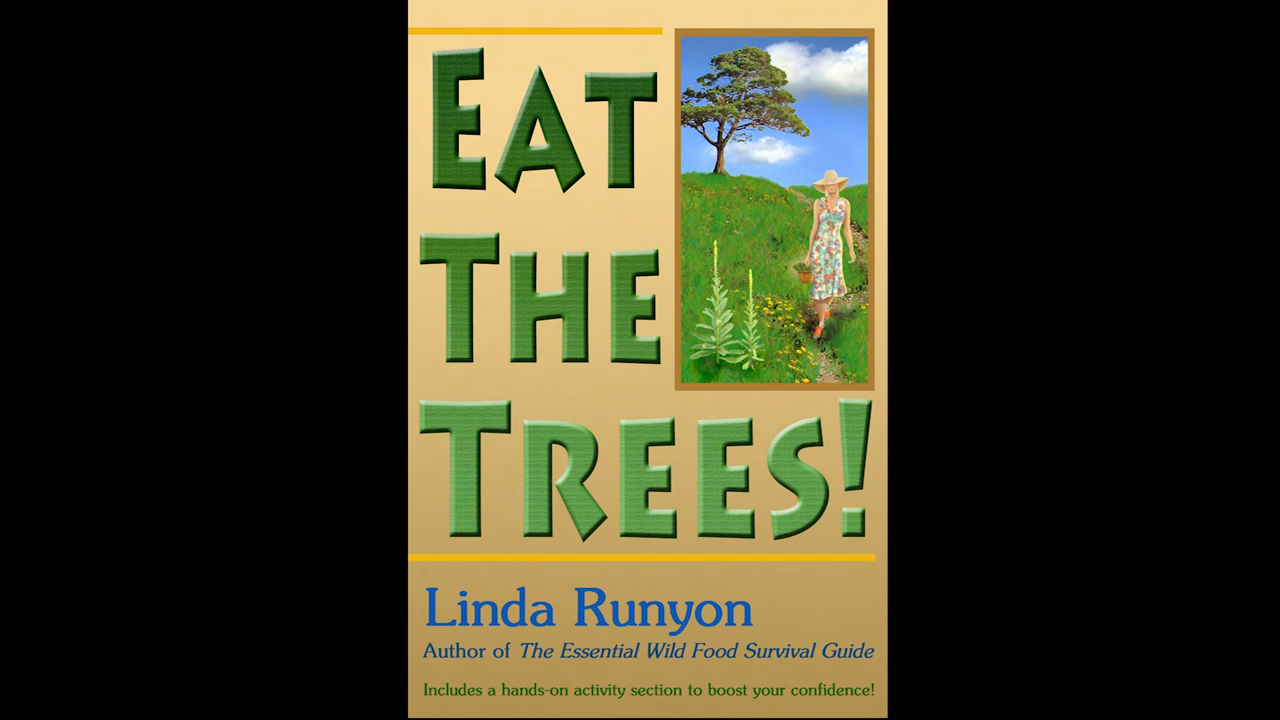 EAT
THE
TREES!
Linda Runyon
Author of The Essential Wild Food Survival Guide
Includes a hands-on activity section to boost your confidence!